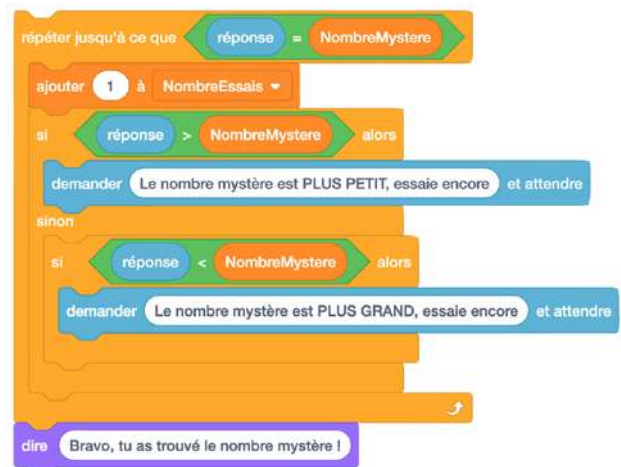 répéter jusqu'à ce que réponse = NombreMystere
ajouter 1 à NombreEssais
si réponse > NombreMystere alors
demander Le nombre mystère est PLUS PETIT, essaie encore et attendre
sinon
si réponse < NombreMystere alors
demander Le nombre mystère est PLUS GRAND, essaie encore et attendre
dire Bravo, tu as trouvé le nombre mystère !